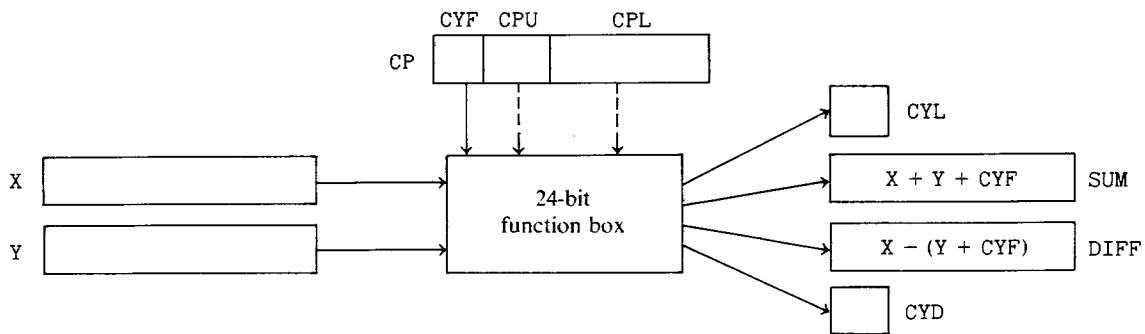 CYF CPU CPL
CP
CYL
X
X + Y + CYF SUM
24-bit
function box
Y
X − (Y + CYF) DIFF
CYD